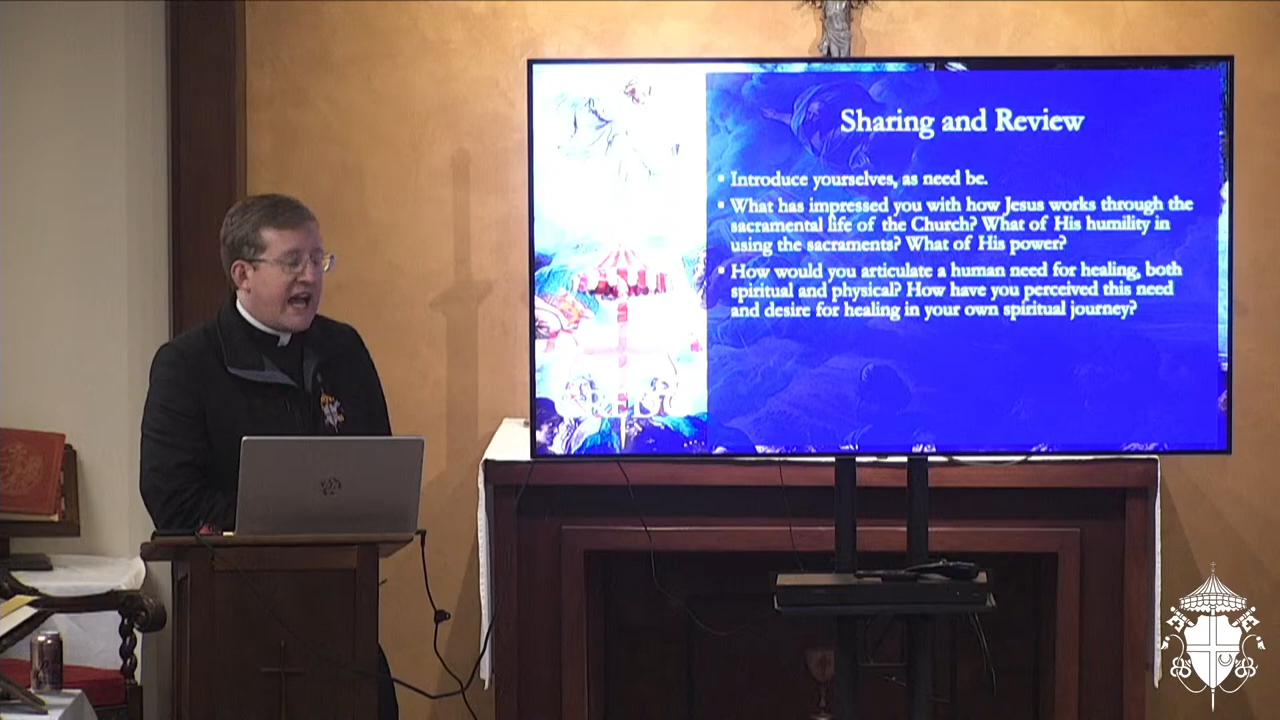 Sharing and Review
▪ Introduce yourselves, as need be.
▪ What has impressed you with how Jesus works through the
sacramental life of the Church? What of His humility in
using the sacraments? What of His power?
▪ How would you articulate a human need for healing, both
spiritual and physical? How have you perceived this need
and desire for healing in your own spiritual journey?